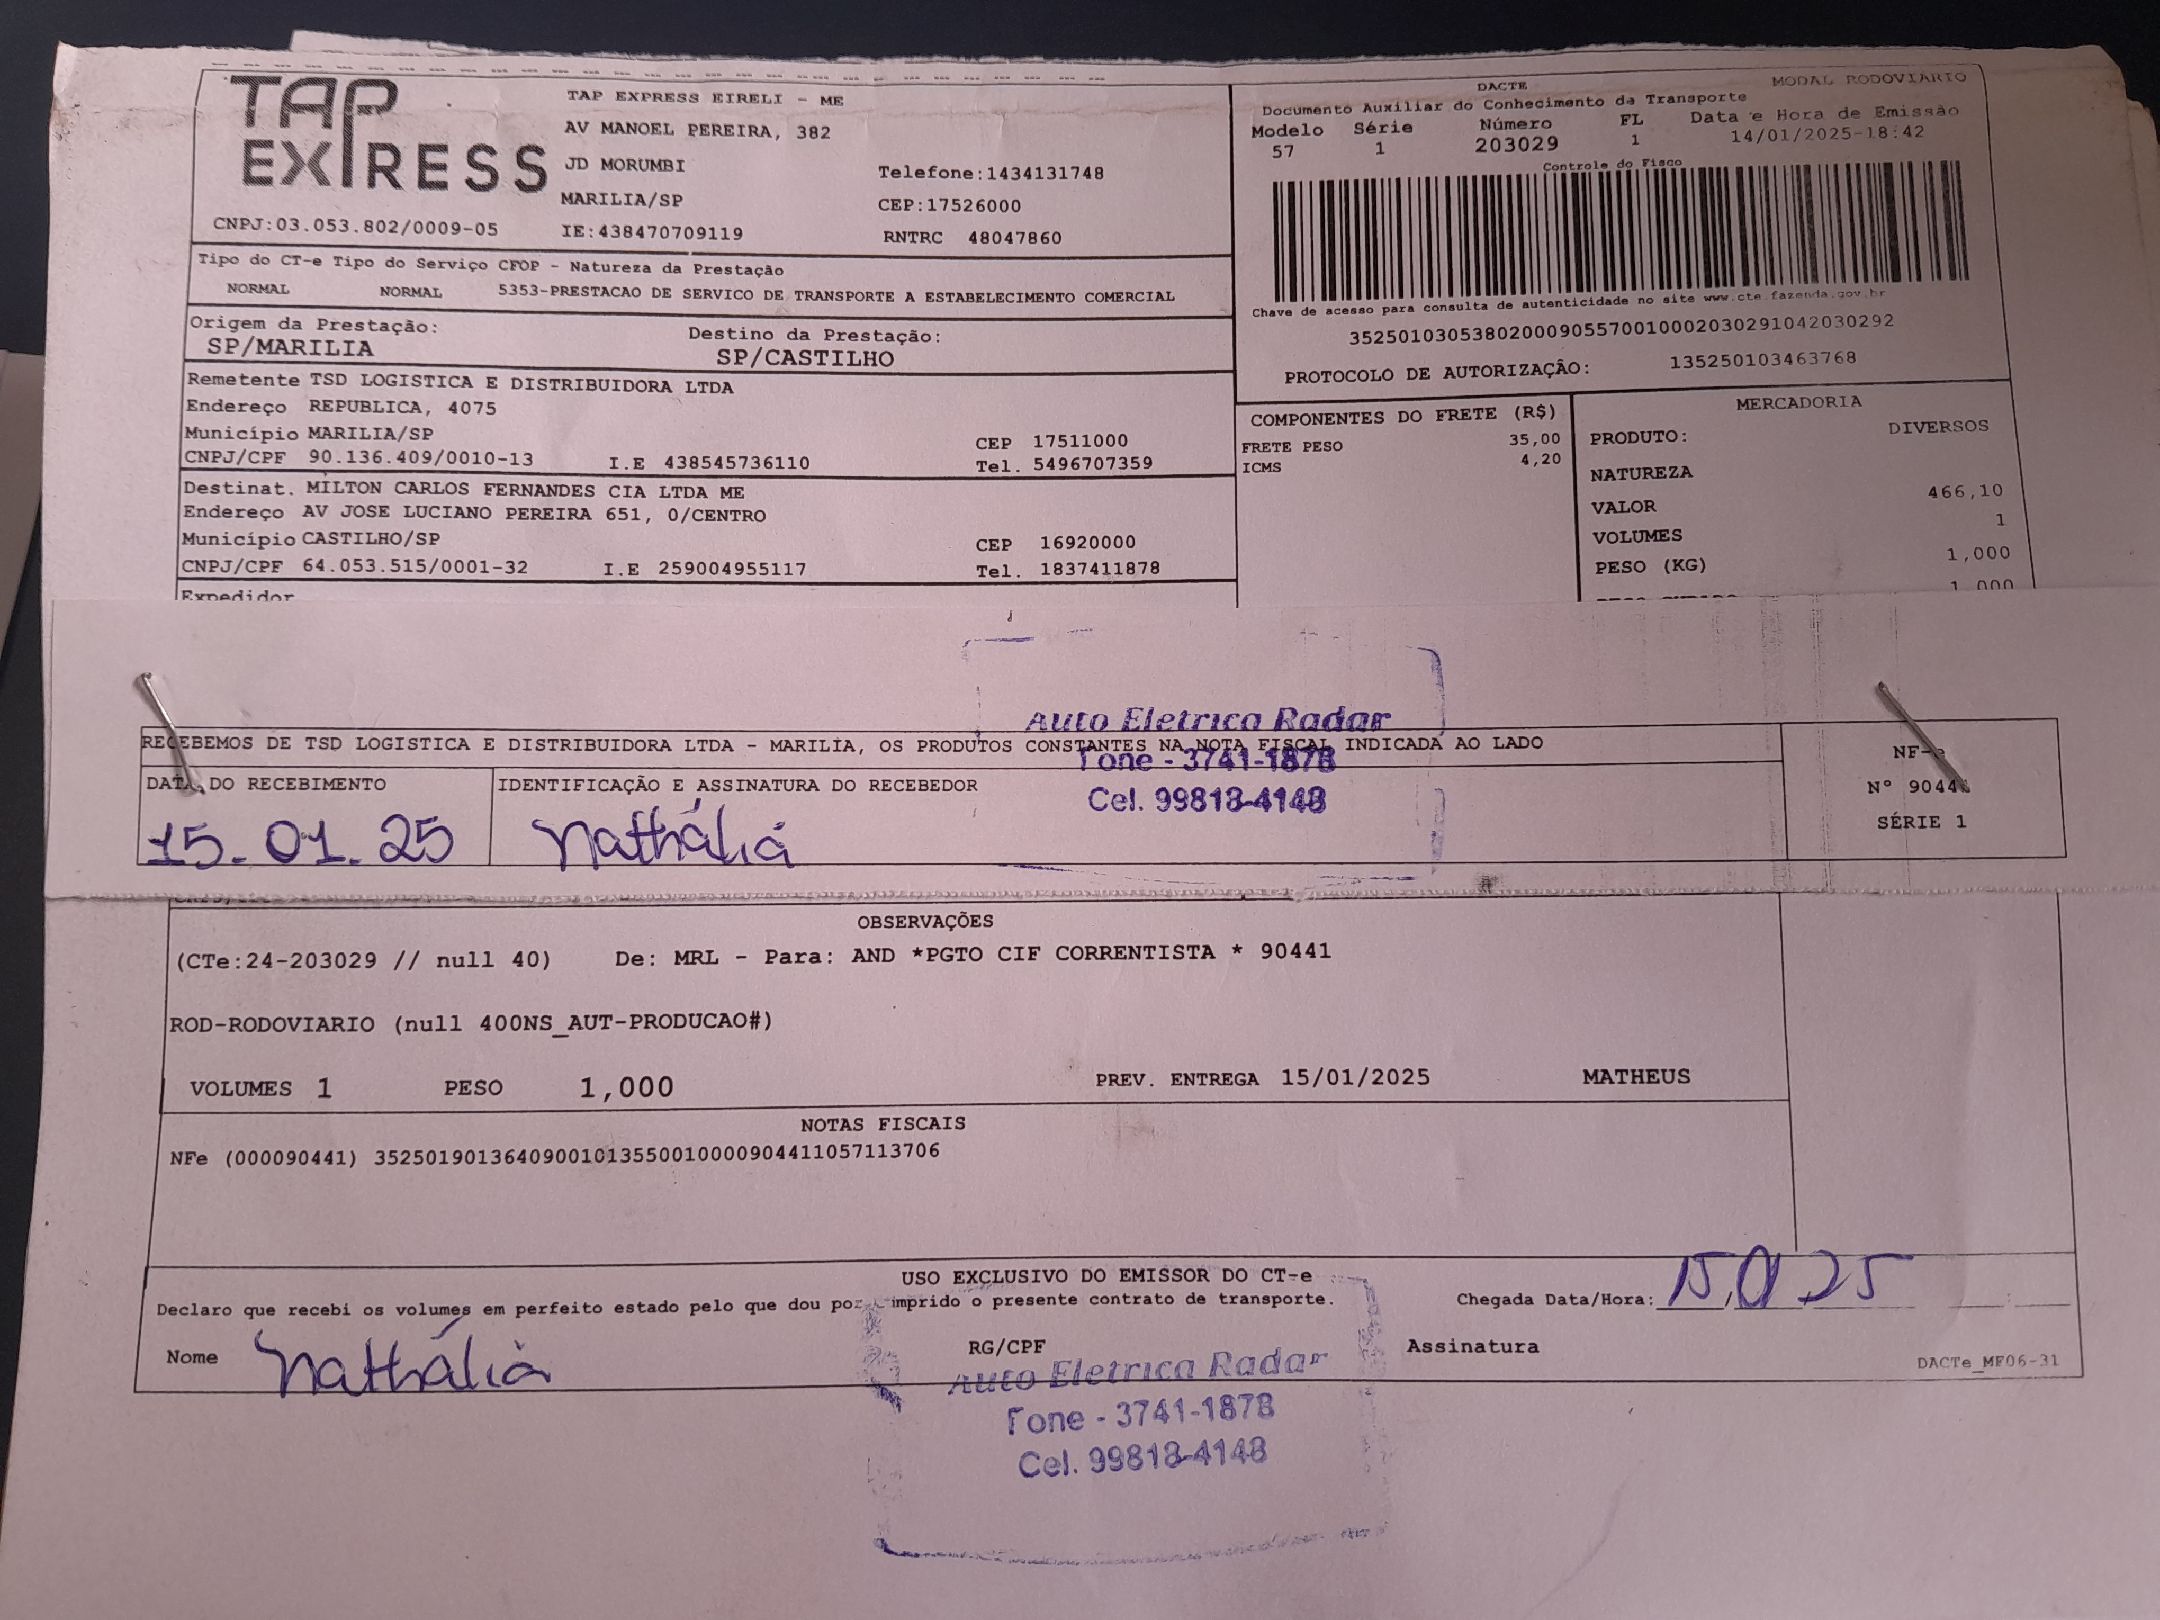 TAP EXPRESS
TAP EXPRESS EIRELI - ME
AV MANOEL PEREIRA, 382
JD MORUMBI
Telefone:1434131748
MARILIA/SP
CEP:17526000
CNPJ:03.053.802/0009-05
IE:438470709119
RNTRC 48047860
DACTE
MODAL RODOVIARIO
Documento Auxiliar do Conhecimento de Transporte
Modelo Série Número FL Data e Hora de Emissão
57 1 203029 1 14/01/2025-18:42
Controle do Fisco
Chave de acesso para consulta de autenticidade no site www.cte.fazenda.gov.br
35250103053802000905570010002030291042030292
PROTOCOLO DE AUTORIZAÇÃO: 135250103463768
Tipo do CT-e Tipo do Serviço CFOP - Natureza da Prestação
NORMAL NORMAL 5353-PRESTACAO DE SERVICO DE TRANSPORTE A ESTABELECIMENTO COMERCIAL
Origem da Prestação: Destino da Prestação:
SP/MARILIA SP/CASTILHO
Remetente TSD LOGISTICA E DISTRIBUIDORA LTDA
Endereço REPUBLICA, 4075
Município MARILIA/SP CEP 17511000
CNPJ/CPF 90.136.409/0010-13 I.E 438545736110 Tel. 5496707359
Destinat. MILTON CARLOS FERNANDES CIA LTDA ME
Endereço AV JOSE LUCIANO PEREIRA 651, 0/CENTRO
Município CASTILHO/SP CEP 16920000
CNPJ/CPF 64.053.515/0001-32 I.E 259004955117 Tel. 1837411878
Expedidor
COMPONENTES DO FRETE (R$)
FRETE PESO 35,00
ICMS 4,20
MERCADORIA
PRODUTO: DIVERSOS
NATUREZA
VALOR 466,10
VOLUMES 1
PESO (KG) 1,000
1,000
Auto Eletrica Radar
Fone - 3741-1878
Cel. 99818-4148
RECEBEMOS DE TSD LOGISTICA E DISTRIBUIDORA LTDA - MARILIA, OS PRODUTOS CONSTANTES NA NOTA FISCAL INDICADA AO LADO
DATA DO RECEBIMENTO
15.01.25
IDENTIFICAÇÃO E ASSINATURA DO RECEBEDOR
Nathália
NF-e
Nº 90441
SÉRIE 1
OBSERVAÇÕES
(CTe:24-203029 // null 40) De: MRL - Para: AND *PGTO CIF CORRENTISTA * 90441
ROD-RODOVIARIO (null 400NS_AUT-PRODUCAO#)
VOLUMES 1 PESO 1,000 PREV. ENTREGA 15/01/2025 MATHEUS
NOTAS FISCAIS
NFe (000090441) 35250190136409001013550010000904411057113706
USO EXCLUSIVO DO EMISSOR DO CT-e
Declaro que recebi os volumes em perfeito estado pelo que dou por cumprido o presente contrato de transporte.
Chegada Data/Hora: 15,01,25
Nome Nathália
RG/CPF
Assinatura
DACTe_MF06-31
Auto Eletrica Radar
Fone - 3741-1878
Cel. 99818-4148